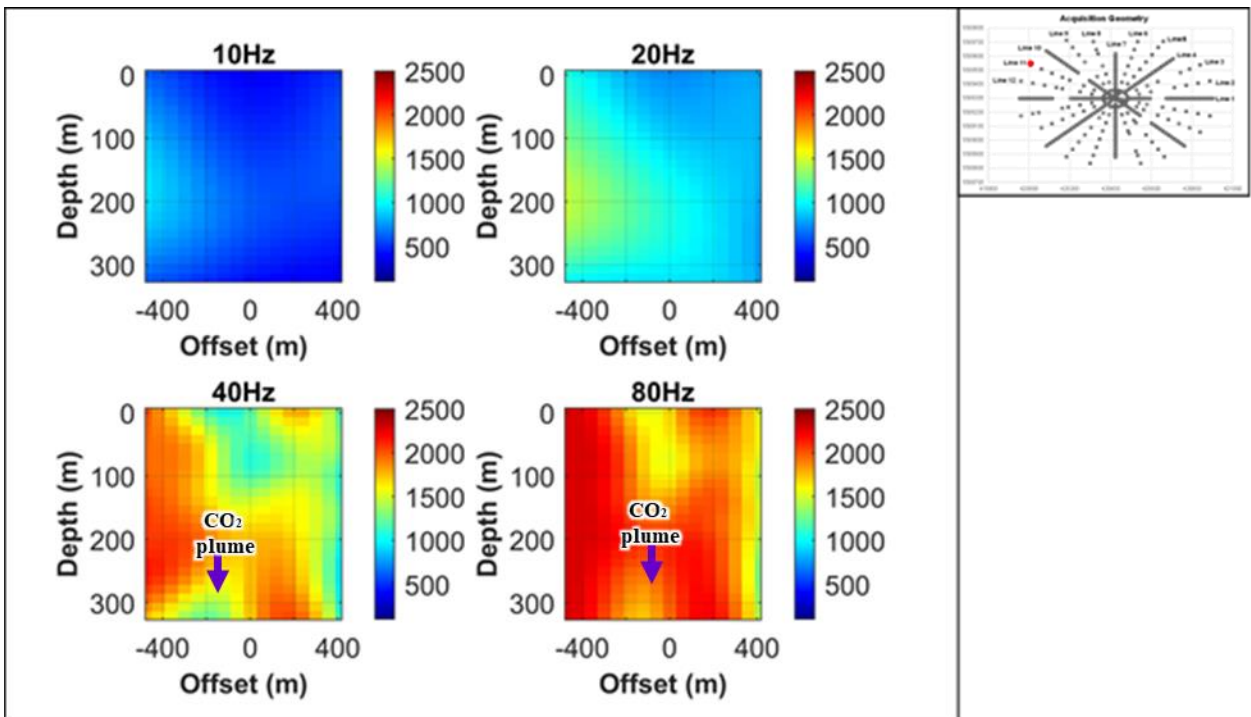 10Hz
0
100
200
300
Depth (m)
-400 0 400
Offset (m)
2500
2000
1500
1000
500
20Hz
0
100
200
300
Depth (m)
-400 0 400
Offset (m)
2500
2000
1500
1000
500
40Hz
0
100
200
300
Depth (m)
CO₂
plume
-400 0 400
Offset (m)
2500
2000
1500
1000
500
80Hz
0
100
200
300
Depth (m)
CO₂
plume
-400 0 400
Offset (m)
2500
2000
1500
1000
500
Acquisition Geometry
Line 9
Line 7
Line 10
Line 4
Line 11
Line 3
Line 12
Line 2
Line 1